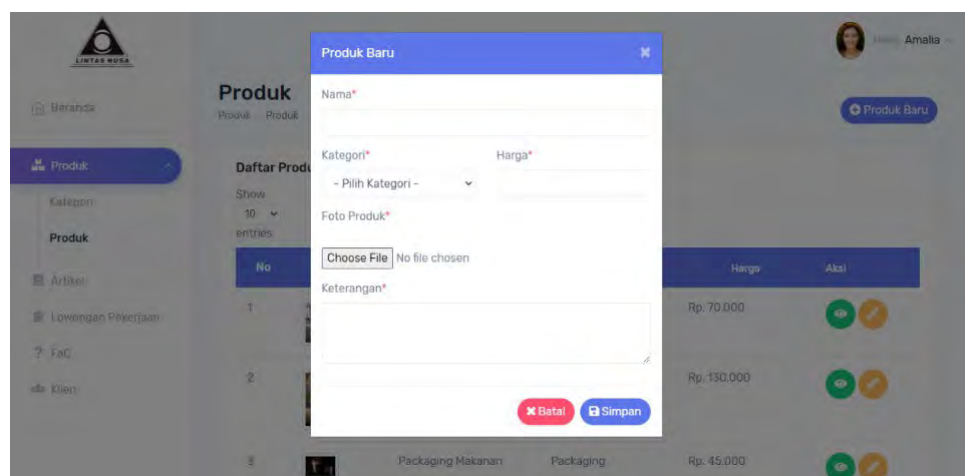 LINTAS NUSA
Amalia
Beranda
Produk
Kategori
Produk
Artikel
Lowongan Pekerjaan
FaQ
Klien
Produk
Produk Produk
Produk Baru
Daftar Produ
Show
10
entries
No Harga Aksi
1 Rp. 70.000
2 Rp. 130.000
3 Packaging Makanan Packaging Rp. 45.000
Produk Baru
Nama*
Kategori* Harga*
- Pilih Kategori -
Foto Produk*
Choose File No file chosen
Keterangan*
Batal Simpan